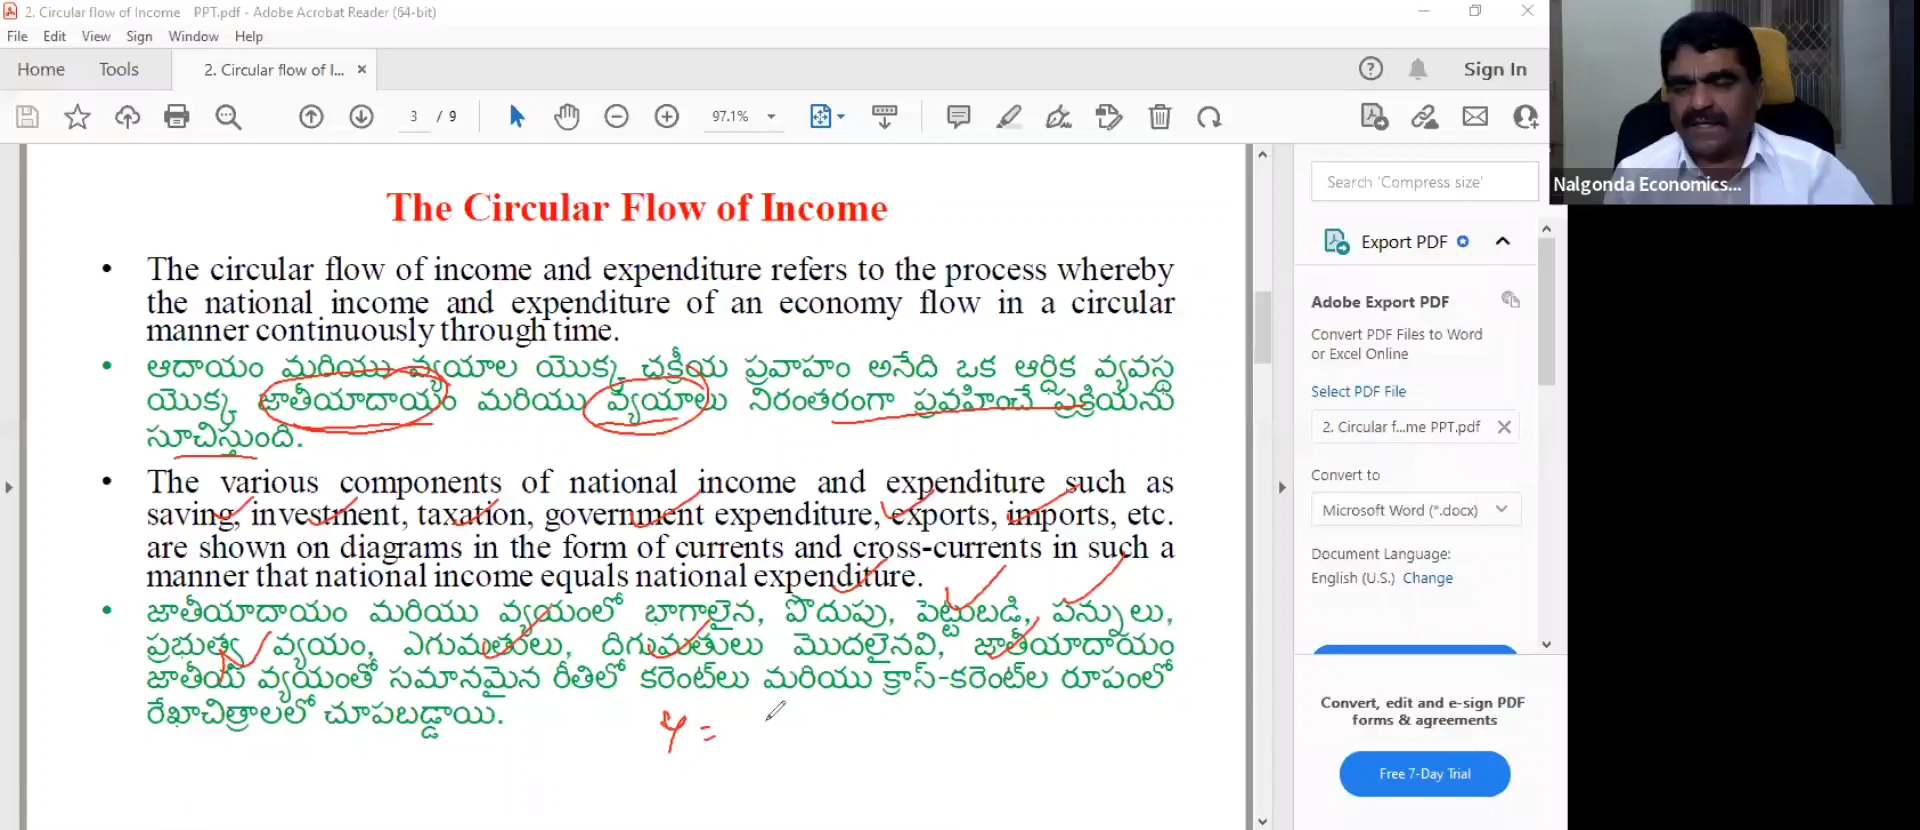 2. Circular flow of Income PPT.pdf - Adobe Acrobat Reader (64-bit)
File Edit View Sign Window Help
Home Tools 2. Circular flow of I... × Sign In
3 / 9 97.1%
Nalgonda Economics...
The Circular Flow of Income
• The circular flow of income and expenditure refers to the process whereby
the national income and expenditure of an economy flow in a circular
manner continuously through time.
• ఆదాయం మరియు వ్యయాల యొక్క చక్రీయ ప్రవాహం అనేది ఒక ఆర్థిక వ్యవస్థ
యొక్క జాతీయాదాయం మరియు వ్యయాలు నిరంతరంగా ప్రవహించే ప్రక్రియను
సూచిస్తుంది.
• The various components of national income and expenditure such as
saving, investment, taxation, government expenditure, exports, imports, etc.
are shown on diagrams in the form of currents and cross-currents in such a
manner that national income equals national expenditure.
• జాతీయాదాయం మరియు వ్యయంలో భాగాలైన, పొదుపు, పెట్టుబడి, పన్నులు,
ప్రభుత్వ వ్యయం, ఎగుమతులు, దిగుమతులు మొదలైనవి, జాతీయాదాయం
జాతీయ వ్యయంతో సమానమైన రీతిలో కరెంట్‌లు మరియు క్రాస్-కరెంట్‌ల రూపంలో
రేఖాచిత్రాలలో చూపబడ్డాయి.
Y =
Search 'Compress size'
Export PDF
Adobe Export PDF
Convert PDF Files to Word
or Excel Online
Select PDF File
2. Circular f...me PPT.pdf ×
Convert to
Microsoft Word (*.docx)
Document Language:
English (U.S.) Change
Convert, edit and e-sign PDF
forms & agreements
Free 7-Day Trial